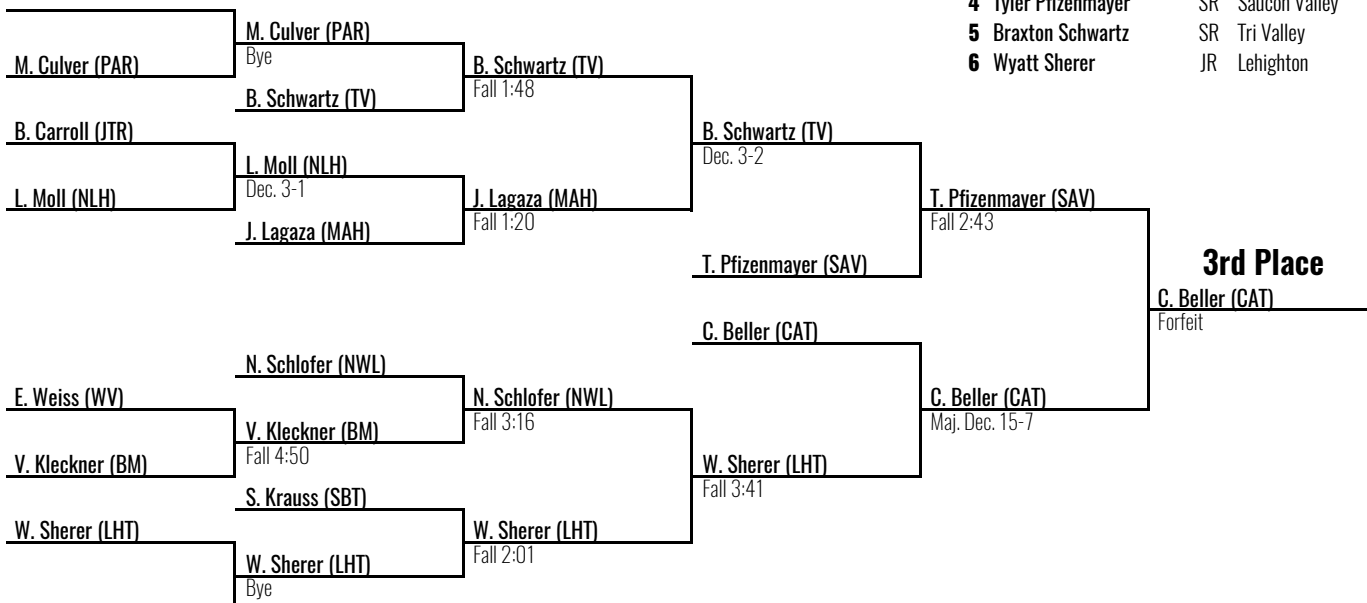 4 Tyler Pfizenmayer SR Saucon Valley
5 Braxton Schwartz SR Tri Valley
6 Wyatt Sherer JR Lehighton
M. Culver (PAR)
Bye
M. Culver (PAR)
B. Schwartz (TV)
Fall 1:48
B. Schwartz (TV)
B. Carroll (JTR)
B. Schwartz (TV)
Dec. 3-2
L. Moll (NLH)
Dec. 3-1
L. Moll (NLH)
J. Lagaza (MAH)
Fall 1:20
T. Pfizenmayer (SAV)
Fall 2:43
J. Lagaza (MAH)
T. Pfizenmayer (SAV)
3rd Place
C. Beller (CAT)
Forfeit
C. Beller (CAT)
N. Schlofer (NWL)
E. Weiss (WV)
N. Schlofer (NWL)
Fall 3:16
C. Beller (CAT)
Maj. Dec. 15-7
V. Kleckner (BM)
Fall 4:50
V. Kleckner (BM)
W. Sherer (LHT)
Fall 3:41
S. Krauss (SBT)
W. Sherer (LHT)
W. Sherer (LHT)
Fall 2:01
W. Sherer (LHT)
Bye